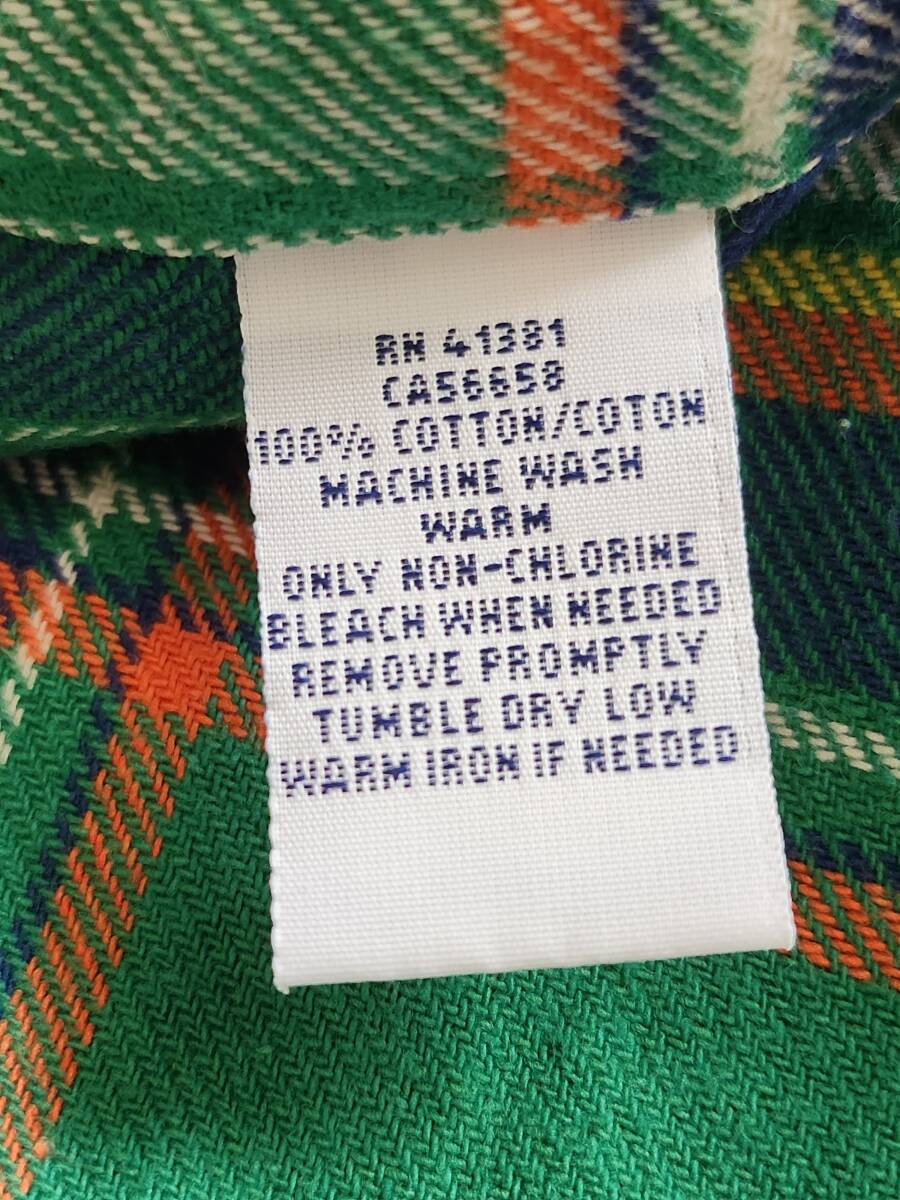 RN 41381
CA56658
100% COTTON/COTON
MACHINE WASH
WARM
ONLY NON-CHLORINE
BLEACH WHEN NEEDED
REMOVE PROMPTLY
TUMBLE DRY LOW
WARM IRON IF NEEDED